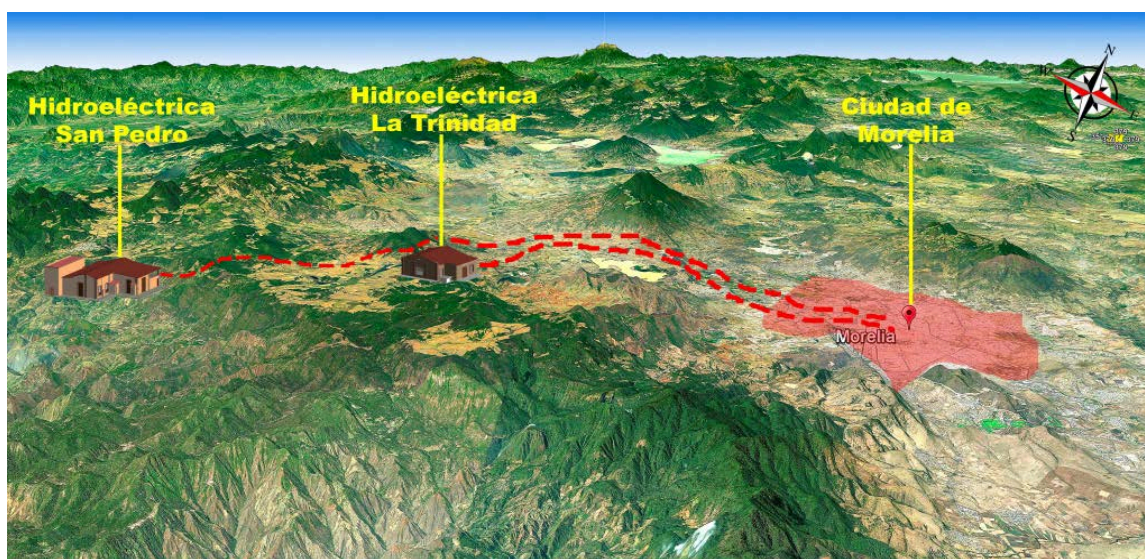 Hidroeléctrica
San Pedro
Hidroeléctrica
La Trinidad
Ciudad de
Morelia
N
Morelia